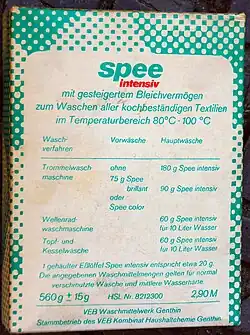 spee
intensiv
mit gesteigertem Bleichvermögen
zum Waschen aller kochbeständigen Textilien
im Temperaturbereich 80°C - 100 °C
Wasch- Vorwäsche Hauptwäsche
verfahren
Trommelwasch ohne 180 g Spee intensiv
maschine 75 g Spee
brillant 90 g Spee intensiv
oder
Spee color
Wellenrad 60 g Spee intensiv
waschmaschine für 10 Liter Wasser
Topf- und 60 g Spee intensiv
Kesselwäsche für 10 Liter Wasser
1 gehäufter Eßlöffel Spee intensiv entspricht etwa 20 g.
Die angegebenen Waschmittelmengen gelten für normal
verschmutzte Wäsche und mittlere Wasserhärte
560 g ± 15 g HSL Nr. 8212300 2,90 M
VEB Waschmittelwerk Genthin
Stammbetrieb des VEB Kombinat Haushaltchemie Genthin